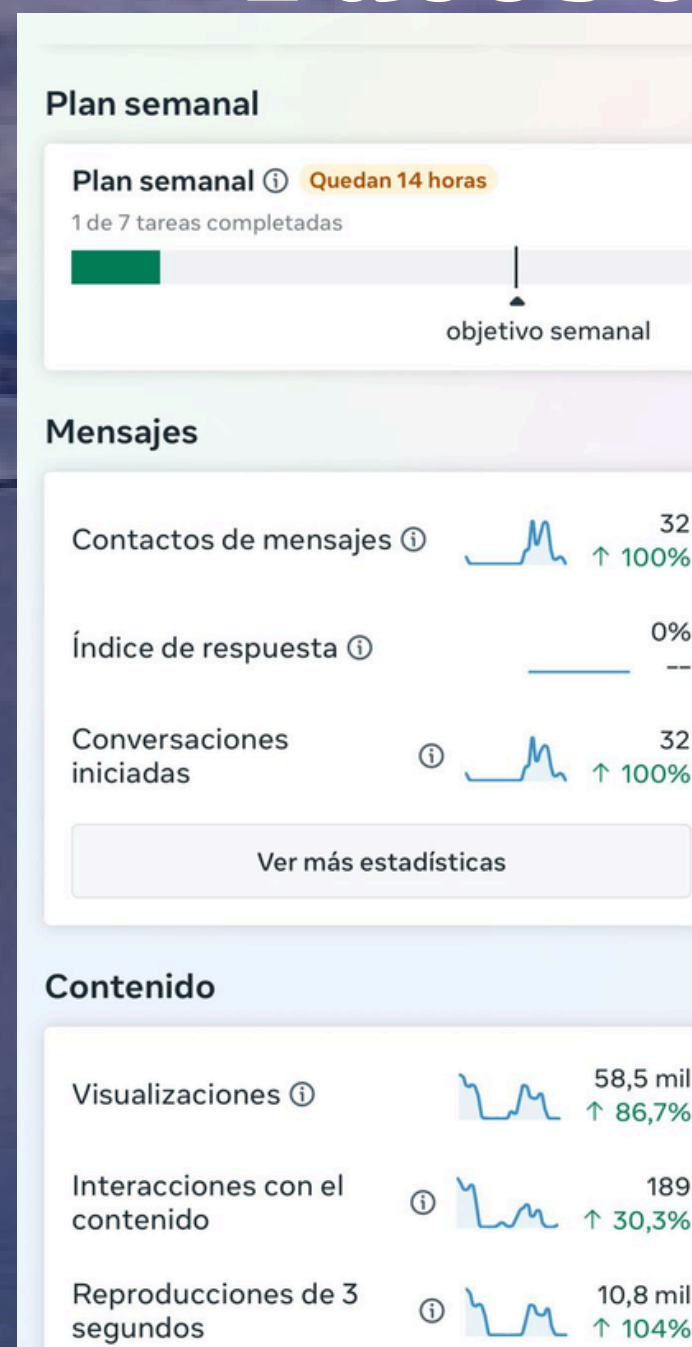 Plan semanal
Plan semanal Quedan 14 horas
1 de 7 tareas completadas
objetivo semanal
Mensajes
Contactos de mensajes 32
↑ 100%
Índice de respuesta 0%
--
Conversaciones
iniciadas
32
↑ 100%
Ver más estadísticas
Contenido
Visualizaciones 58,5 mil
↑ 86,7%
Interacciones con el
contenido
189
↑ 30,3%
Reproducciones de 3
segundos
10,8 mil
↑ 104%